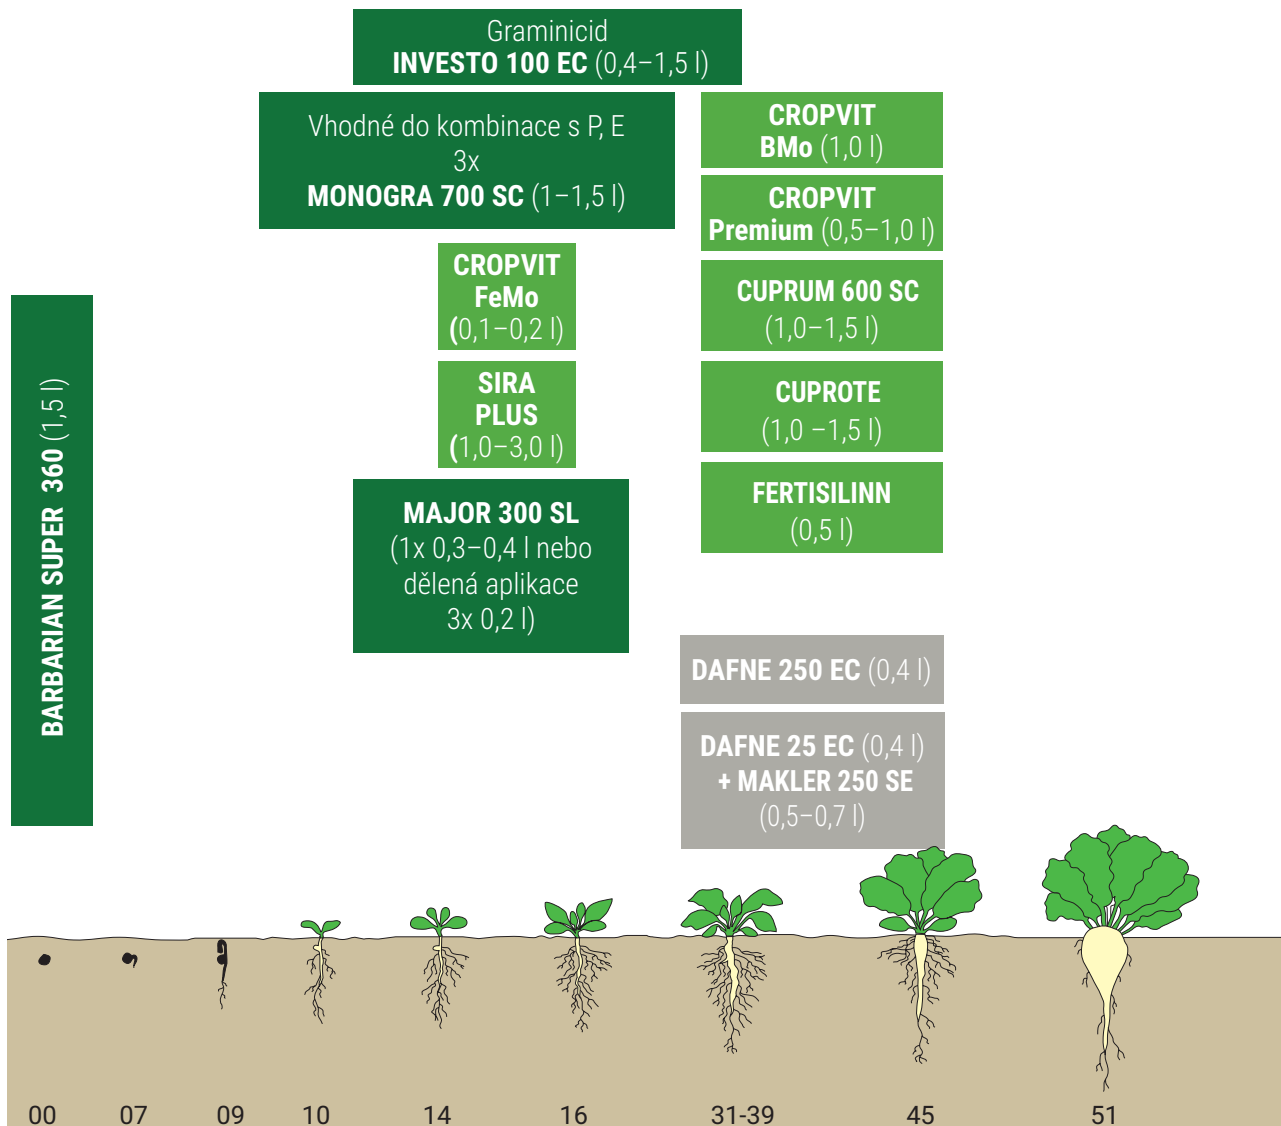 Graminicid
INVESTO 100 EC (0,4–1,5 l)
Vhodné do kombinace s P, E
3x
MONOGRA 700 SC (1–1,5 l)
CROPVIT
BMo (1,0 l)
CROPVIT
Premium (0,5–1,0 l)
CROPVIT
FeMo
(0,1–0,2 l)
CUPRUM 600 SC
(1,0–1,5 l)
SIRA
PLUS
(1,0–3,0 l)
CUPROTE
(1,0 –1,5 l)
FERTISILINN
(0,5 l)
MAJOR 300 SL
(1x 0,3–0,4 l nebo
dělená aplikace
3x 0,2 l)
BARBARIAN SUPER 360 (1,5 l)
DAFNE 250 EC (0,4 l)
DAFNE 25 EC (0,4 l)
+ MAKLER 250 SE
(0,5–0,7 l)
00 07 09 10 14 16 31-39 45 51